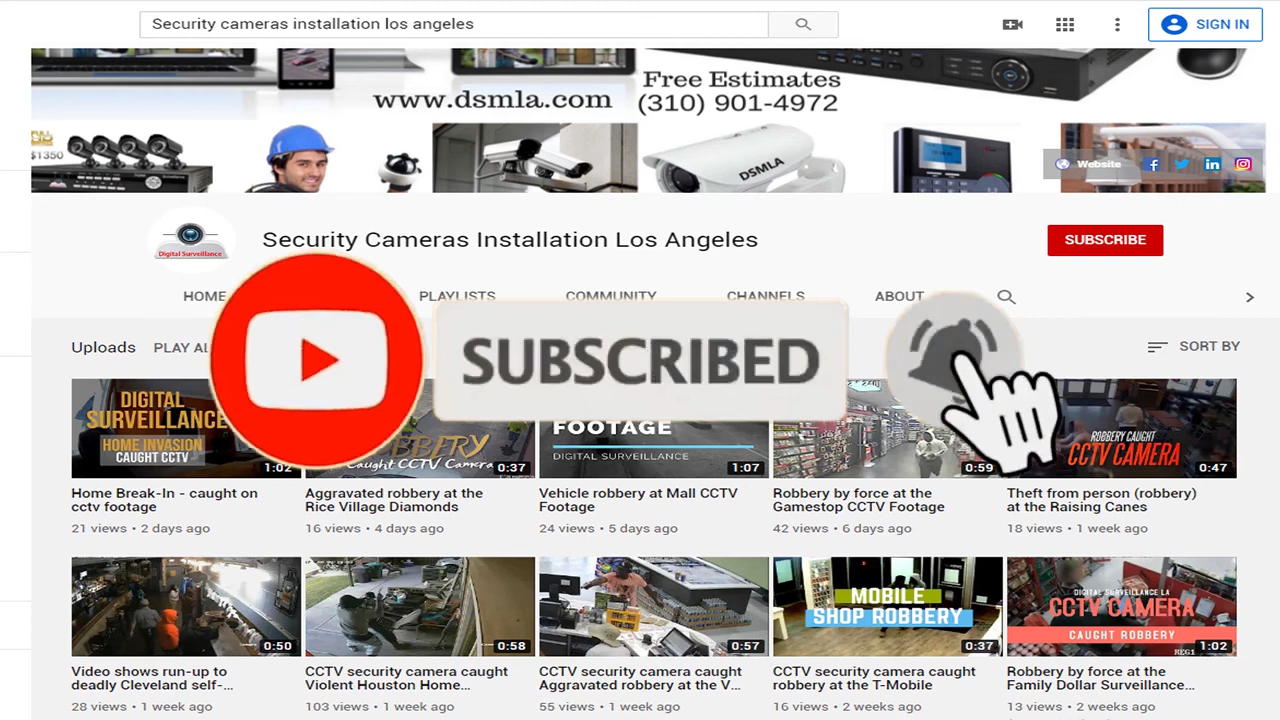 Security cameras installation los angeles
SIGN IN
Free Estimates
www.dsmla.com
(310) 901-4972
$1350
DSMLA
Website
Digital Surveillance
Security Cameras Installation Los Angeles
SUBSCRIBE
HOME
PLAYLISTS
COMMUNITY
CHANNELS
ABOUT
Uploads
PLAY AL
SORT BY
SUBSCRIBED
DIGITAL
SURVEILLANCE
HOME INVASION
CAUGHT CCTV
1:02
ROBBERY
Caught CCTV Camera
0:37
FOOTAGE
DIGITAL SURVEILLANCE
1:07
0:59
ROBBERY CAUGHT
CCTV CAMERA
0:47
Home Break-In - caught on
cctv footage
21 views • 2 days ago
Aggravated robbery at the
Rice Village Diamonds
16 views • 4 days ago
Vehicle robbery at Mall CCTV
Footage
24 views • 5 days ago
Robbery by force at the
Gamestop CCTV Footage
42 views • 6 days ago
Theft from person (robbery)
at the Raising Canes
18 views • 1 week ago
0:50
0:58
0:57
MOBILE
SHOP ROBBERY
0:37
DIGITAL SURVEILLANCE LA
CCTV CAMERA
CAUGHT ROBBERY
REG1
1:02
Video shows run-up to
deadly Cleveland self-...
28 views • 1 week ago
CCTV security camera caught
Violent Houston Home...
103 views • 1 week ago
CCTV security camera caught
Aggravated robbery at the V...
55 views • 1 week ago
CCTV security camera caught
robbery at the T-Mobile
16 views • 2 weeks ago
Robbery by force at the
Family Dollar Surveillance...
13 views • 2 weeks ago